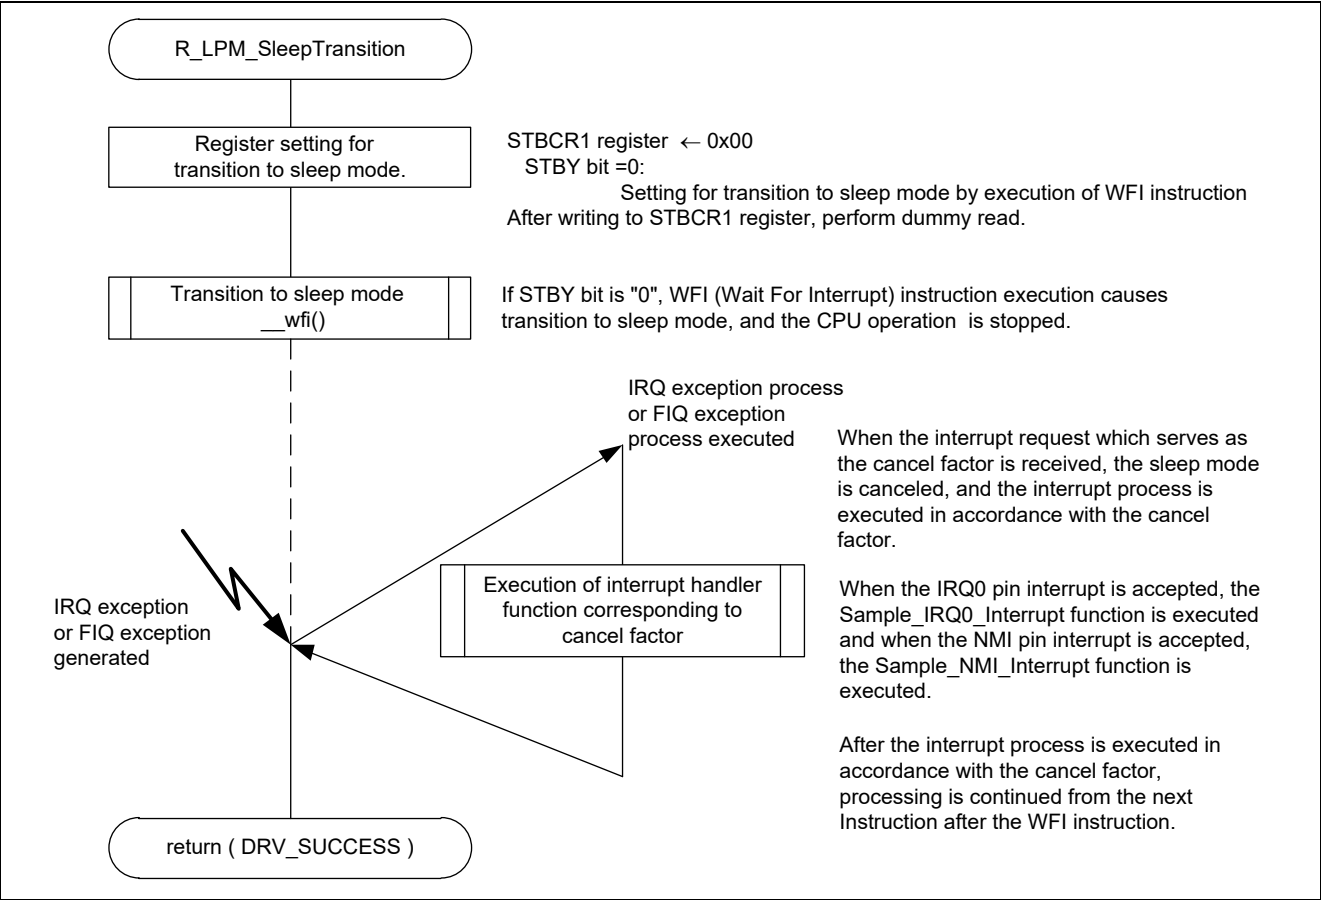 R_LPM_SleepTransition
Register setting for
transition to sleep mode.
STBCR1 register ← 0x00
STBY bit =0:
Setting for transition to sleep mode by execution of WFI instruction
After writing to STBCR1 register, perform dummy read.
Transition to sleep mode
__wfi()
If STBY bit is "0", WFI (Wait For Interrupt) instruction execution causes
transition to sleep mode, and the CPU operation is stopped.
IRQ exception process
or FIQ exception
process executed
When the interrupt request which serves as
the cancel factor is received, the sleep mode
is canceled, and the interrupt process is
executed in accordance with the cancel
factor.
IRQ exception
or FIQ exception
generated
Execution of interrupt handler
function corresponding to
cancel factor
When the IRQ0 pin interrupt is accepted, the
Sample_IRQ0_Interrupt function is executed
and when the NMI pin interrupt is accepted,
the Sample_NMI_Interrupt function is
executed.
After the interrupt process is executed in
accordance with the cancel factor,
processing is continued from the next
Instruction after the WFI instruction.
return ( DRV_SUCCESS )